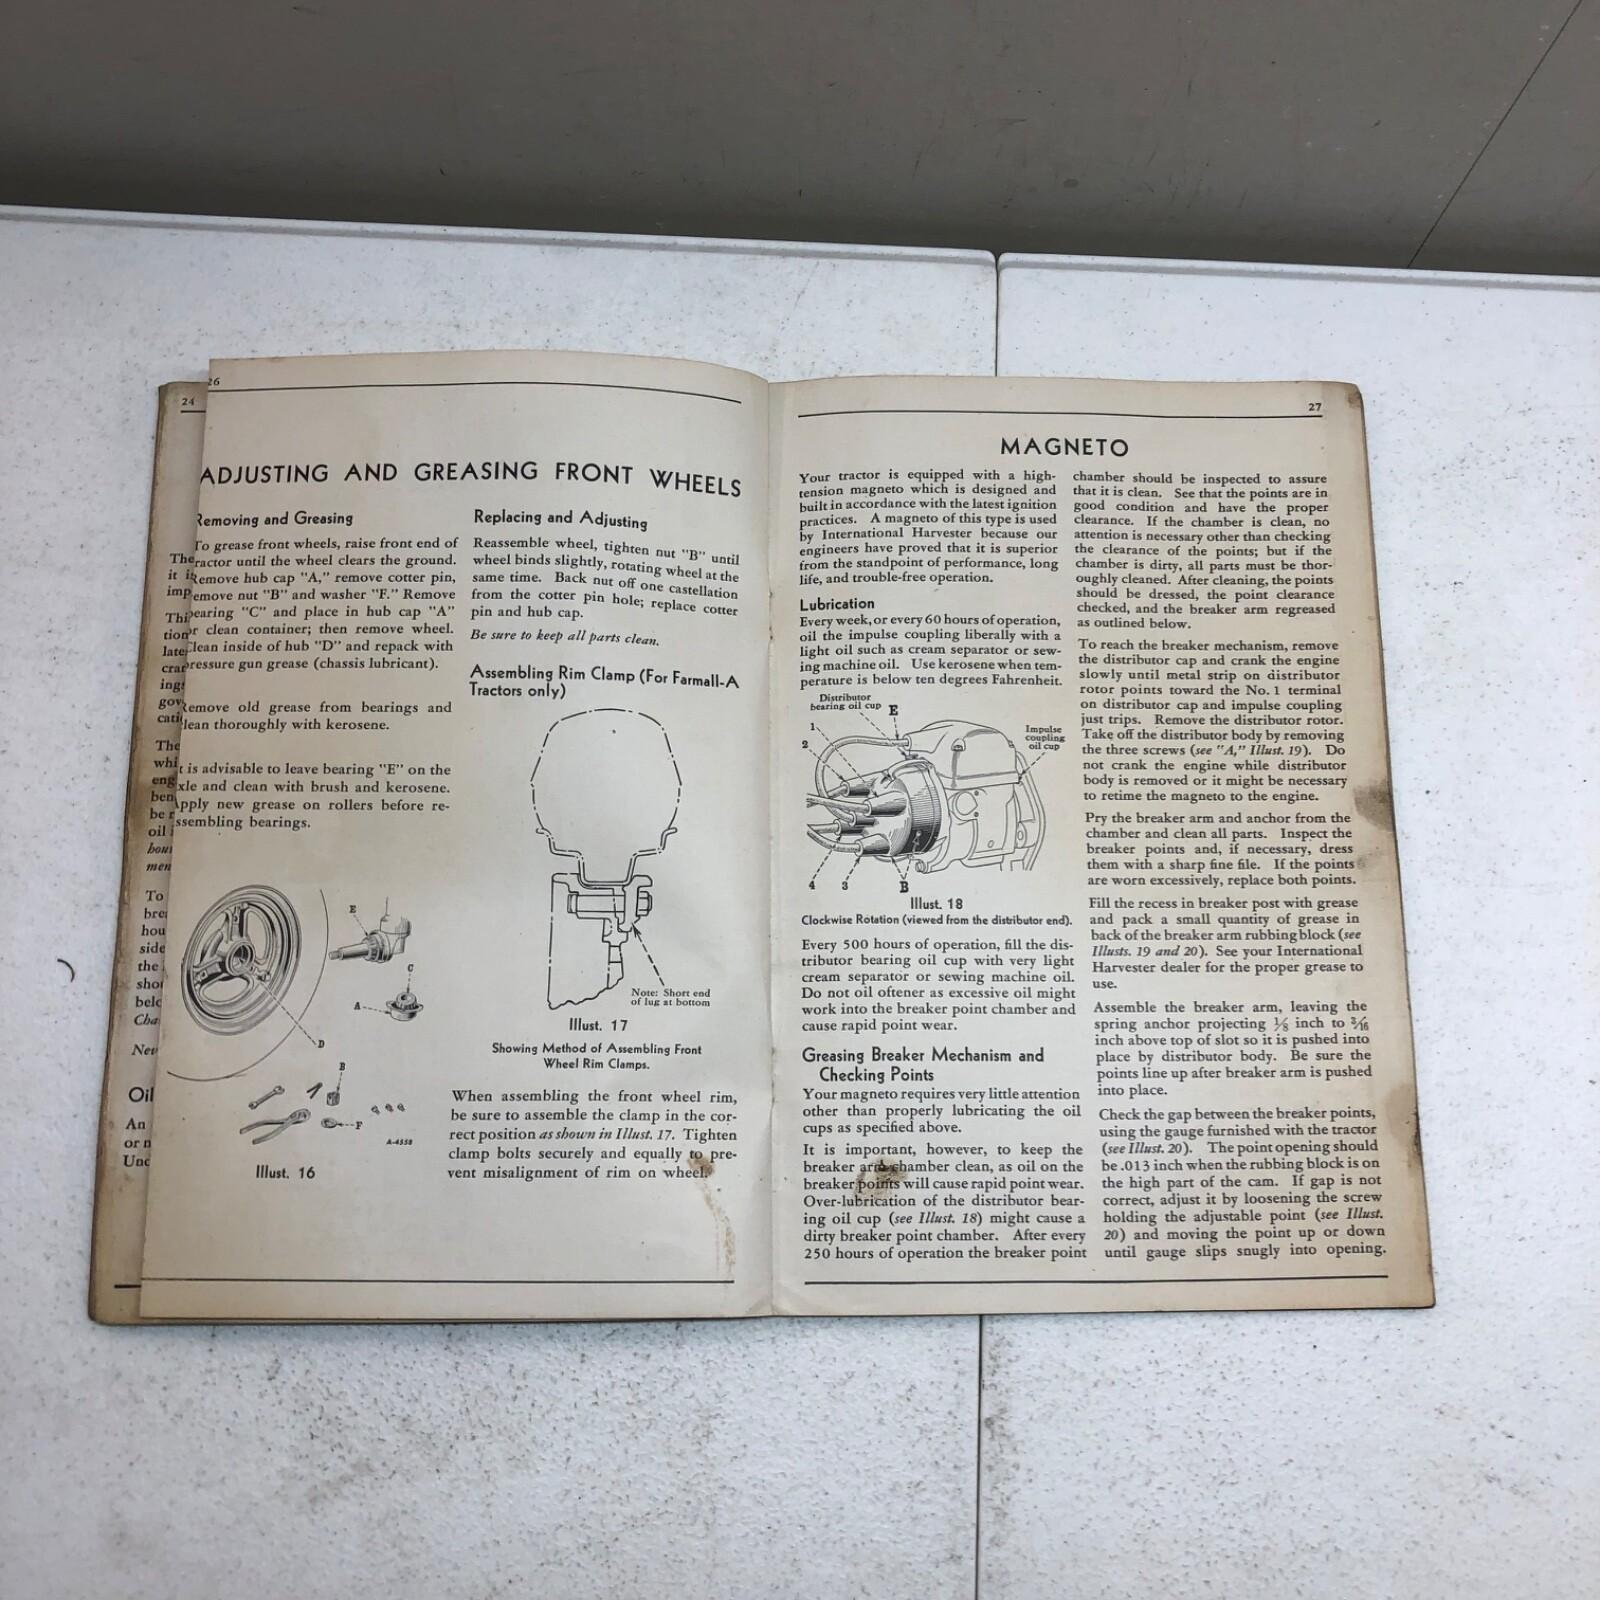 24
The
it i
imp
Thi
tion
late
cra
ings
gov
cati
The
whi
eng
ben
be r
oil i
hour
men
To
brea
hou
side
the
shou
belo
Cha
Nev
Oil
An
or n
Und
26
ADJUSTING AND GREASING FRONT WHEELS
Removing and Greasing
To grease front wheels, raise front end of
tractor until the wheel clears the ground.
Remove hub cap "A," remove cotter pin,
remove nut "B" and washer "F." Remove
bearing "C" and place in hub cap "A"
or clean container; then remove wheel.
Clean inside of hub "D" and repack with
pressure gun grease (chassis lubricant).
Remove old grease from bearings and
clean thoroughly with kerosene.
It is advisable to leave bearing "E" on the
axle and clean with brush and kerosene.
Apply new grease on rollers before re-
assembling bearings.
E
C
A
D
B
F
A-4558
Illust. 16
Replacing and Adjusting
Reassemble wheel, tighten nut "B" until
wheel binds slightly, rotating wheel at the
same time. Back nut off one castellation
from the cotter pin hole; replace cotter
pin and hub cap.
Be sure to keep all parts clean.
Assembling Rim Clamp (For Farmall-A
Tractors only)
Note: Short end
of lug at bottom
Illust. 17
Showing Method of Assembling Front
Wheel Rim Clamps.
When assembling the front wheel rim,
be sure to assemble the clamp in the cor-
rect position as shown in Illust. 17. Tighten
clamp bolts securely and equally to pre-
vent misalignment of rim on wheel.
27
MAGNETO
Your tractor is equipped with a high-
tension magneto which is designed and
built in accordance with the latest ignition
practices. A magneto of this type is used
by International Harvester because our
engineers have proved that it is superior
from the standpoint of performance, long
life, and trouble-free operation.
Lubrication
Every week, or every 60 hours of operation,
oil the impulse coupling liberally with a
light oil such as cream separator or sew-
ing machine oil. Use kerosene when tem-
perature is below ten degrees Fahrenheit.
Distributor
bearing oil cup
E
1
2
Impulse
coupling
oil cup
4
3
B
Illust. 18
Clockwise Rotation (viewed from the distributor end).
Every 500 hours of operation, fill the dis-
tributor bearing oil cup with very light
cream separator or sewing machine oil.
Do not oil oftener as excessive oil might
work into the breaker point chamber and
cause rapid point wear.
Greasing Breaker Mechanism and
Checking Points
Your magneto requires very little attention
other than properly lubricating the oil
cups as specified above.
It is important, however, to keep the
breaker arm chamber clean, as oil on the
breaker points will cause rapid point wear.
Over-lubrication of the distributor bear-
ing oil cup (see Illust. 18) might cause a
dirty breaker point chamber. After every
250 hours of operation the breaker point
chamber should be inspected to assure
that it is clean. See that the points are in
good condition and have the proper
clearance. If the chamber is clean, no
attention is necessary other than checking
the clearance of the points; but if the
chamber is dirty, all parts must be thor-
oughly cleaned. After cleaning, the points
should be dressed, the point clearance
checked, and the breaker arm regreased
as outlined below.
To reach the breaker mechanism, remove
the distributor cap and crank the engine
slowly until metal strip on distributor
rotor points toward the No. 1 terminal
on distributor cap and impulse coupling
just trips. Remove the distributor rotor.
Take off the distributor body by removing
the three screws (see "A," Illust. 19). Do
not crank the engine while distributor
body is removed or it might be necessary
to retime the magneto to the engine.
Pry the breaker arm and anchor from the
chamber and clean all parts. Inspect the
breaker points and, if necessary, dress
them with a sharp fine file. If the points
are worn excessively, replace both points.
Fill the recess in breaker post with grease
and pack a small quantity of grease in
back of the breaker arm rubbing block (see
Illusts. 19 and 20). See your International
Harvester dealer for the proper grease to
use.
Assemble the breaker arm, leaving the
spring anchor projecting 1/8 inch to 3/16
inch above top of slot so it is pushed into
place by distributor body. Be sure the
points line up after breaker arm is pushed
into place.
Check the gap between the breaker points,
using the gauge furnished with the tractor
(see Illust. 20). The point opening should
be .013 inch when the rubbing block is on
the high part of the cam. If gap is not
correct, adjust it by loosening the screw
holding the adjustable point (see Illust.
20) and moving the point up or down
until gauge slips snugly into opening.